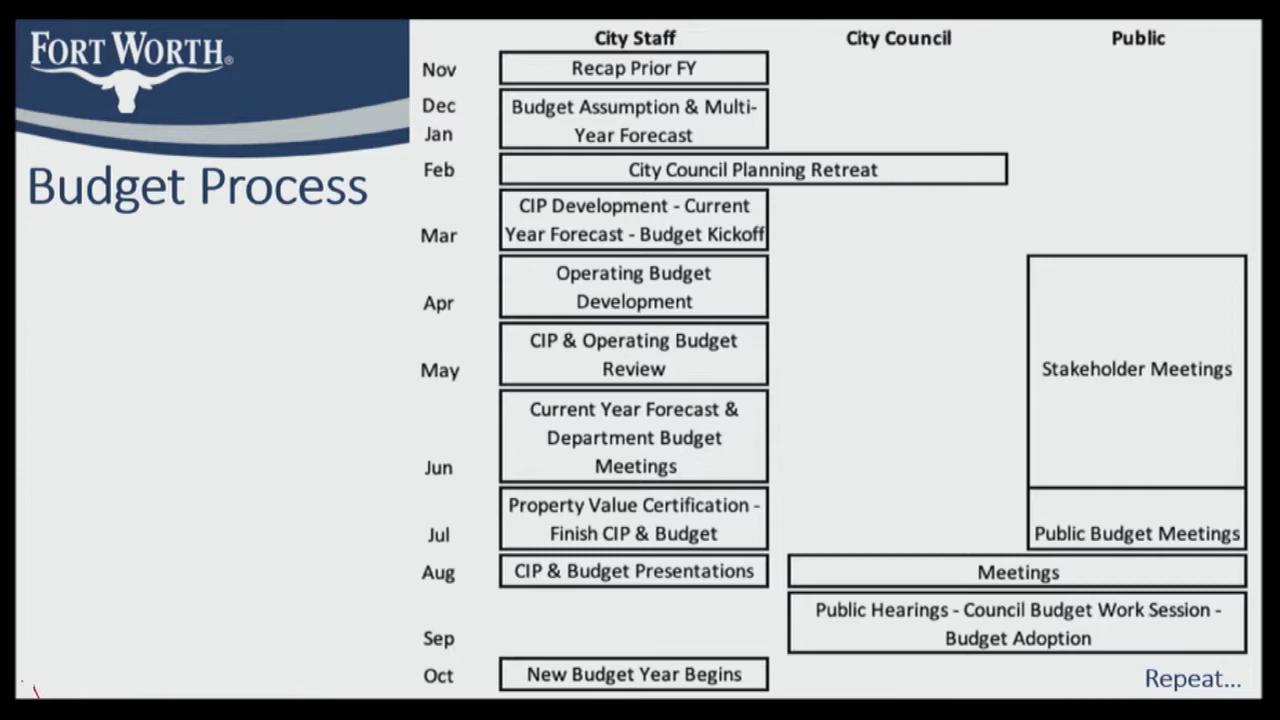 FORT WORTH®
Budget Process
City Staff City Council Public
Nov Recap Prior FY
Dec Budget Assumption & Multi-
Jan Year Forecast
Feb City Council Planning Retreat
CIP Development - Current
Mar Year Forecast - Budget Kickoff
Operating Budget
Apr Development
CIP & Operating Budget
May Review Stakeholder Meetings
Current Year Forecast &
Department Budget
Jun Meetings
Property Value Certification -
Jul Finish CIP & Budget Public Budget Meetings
Aug CIP & Budget Presentations Meetings
Public Hearings - Council Budget Work Session -
Sep Budget Adoption
Oct New Budget Year Begins
Repeat...